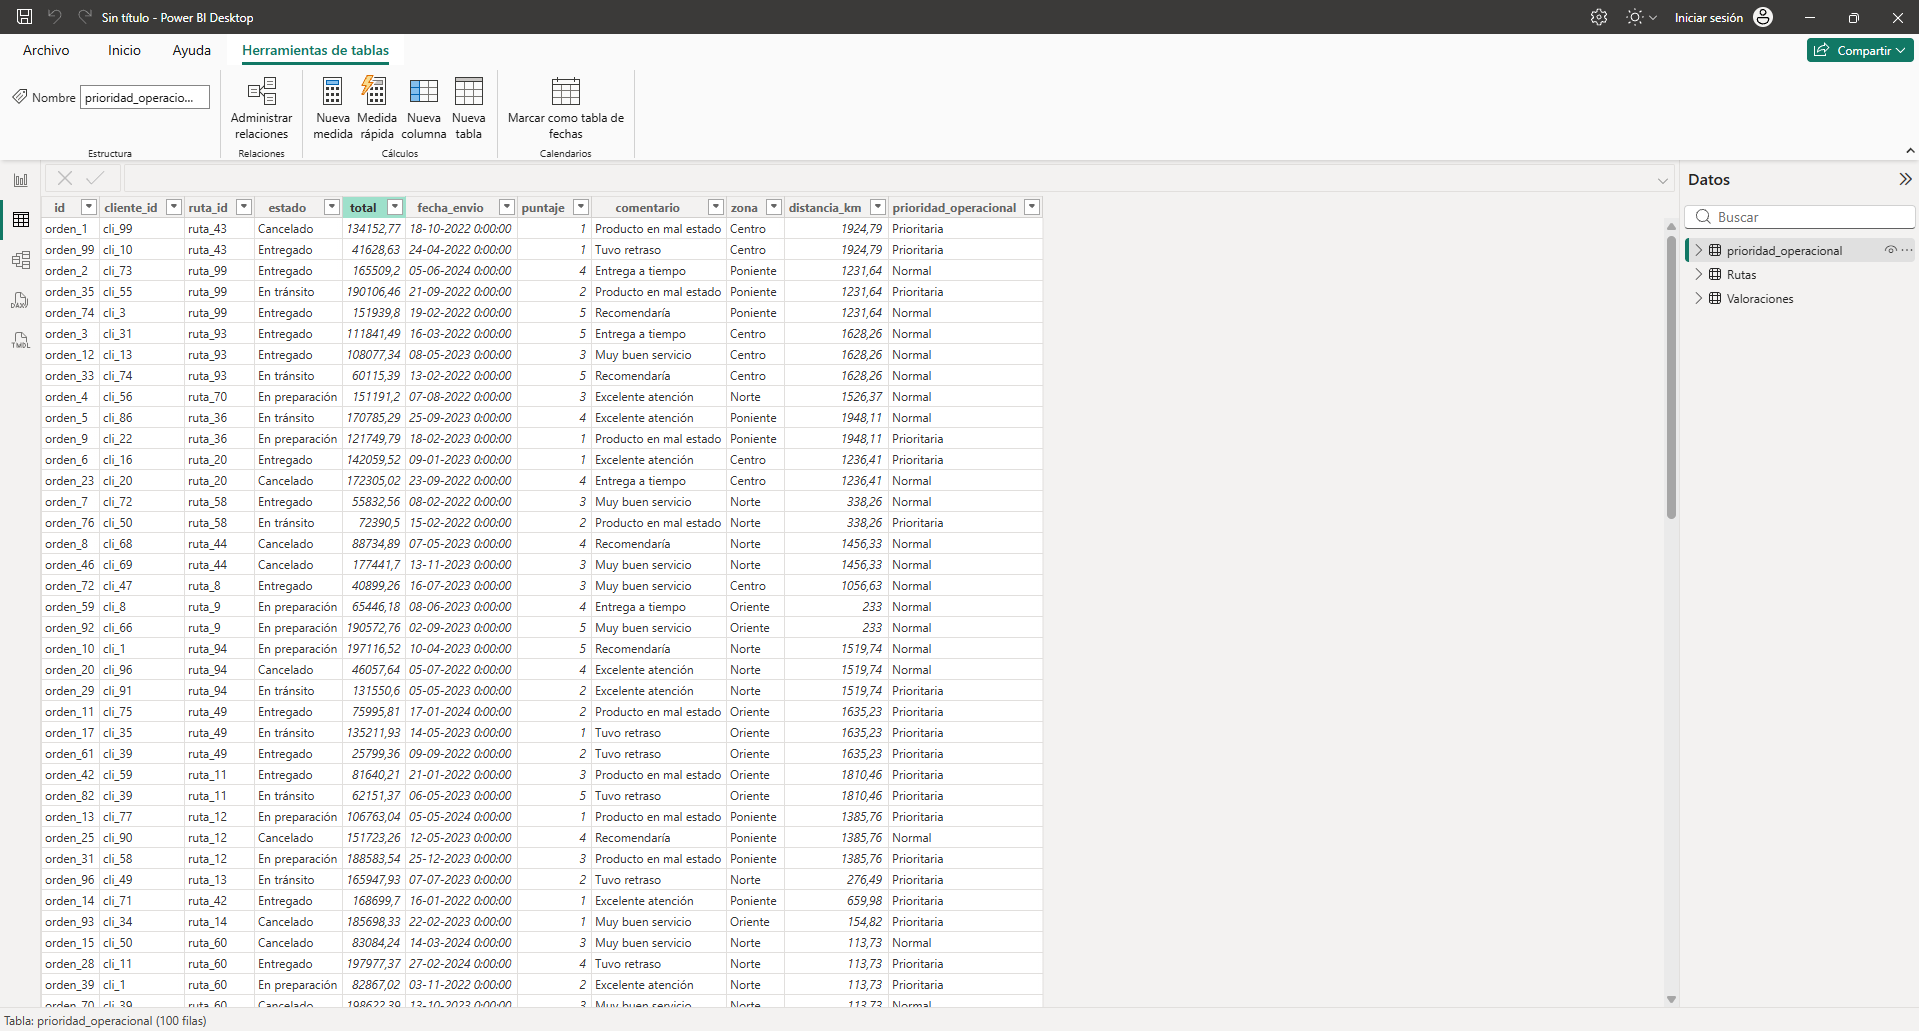 Sin título - Power BI Desktop
Iniciar sesión
Archivo Inicio Ayuda Herramientas de tablas
Compartir
Nombre prioridad_operacio...
Administrar relaciones
Nueva medida
Medida rápida
Nueva columna
Nueva tabla
Marcar como tabla de fechas
Estructura Relaciones Cálculos Calendarios
DAX
TMDL
Datos
Buscar
prioridad_operacional
Rutas
Valoraciones
id cliente_id ruta_id estado total fecha_envio puntaje comentario zona distancia_km prioridad_operacional
orden_1 cli_99 ruta_43 Cancelado 134152,77 18-10-2022 0:00:00 1 Producto en mal estado Centro 1924,79 Prioritaria
orden_99 cli_10 ruta_43 Entregado 41628,63 24-04-2022 0:00:00 1 Tuvo retraso Centro 1924,79 Prioritaria
orden_2 cli_73 ruta_99 Entregado 165509,2 05-06-2024 0:00:00 4 Entrega a tiempo Poniente 1231,64 Normal
orden_35 cli_55 ruta_99 En tránsito 190106,46 21-09-2022 0:00:00 2 Producto en mal estado Poniente 1231,64 Prioritaria
orden_74 cli_3 ruta_99 Entregado 151939,8 19-02-2022 0:00:00 5 Recomendaría Poniente 1231,64 Normal
orden_3 cli_31 ruta_93 Entregado 111841,49 16-03-2022 0:00:00 5 Entrega a tiempo Centro 1628,26 Normal
orden_12 cli_13 ruta_93 Entregado 108077,34 08-05-2023 0:00:00 3 Muy buen servicio Centro 1628,26 Normal
orden_33 cli_74 ruta_93 En tránsito 60115,39 13-02-2022 0:00:00 5 Recomendaría Centro 1628,26 Normal
orden_4 cli_56 ruta_70 En preparación 151191,2 07-08-2022 0:00:00 3 Excelente atención Norte 1526,37 Normal
orden_5 cli_86 ruta_36 En tránsito 170785,29 25-09-2023 0:00:00 4 Excelente atención Poniente 1948,11 Normal
orden_9 cli_22 ruta_36 En preparación 121749,79 18-02-2023 0:00:00 1 Producto en mal estado Poniente 1948,11 Prioritaria
orden_6 cli_16 ruta_20 Entregado 142059,52 09-01-2023 0:00:00 1 Excelente atención Centro 1236,41 Prioritaria
orden_23 cli_20 ruta_20 Cancelado 172305,02 23-09-2022 0:00:00 4 Entrega a tiempo Centro 1236,41 Normal
orden_7 cli_72 ruta_58 Entregado 55832,56 08-02-2022 0:00:00 3 Muy buen servicio Norte 338,26 Normal
orden_76 cli_50 ruta_58 En tránsito 72390,5 15-02-2022 0:00:00 2 Producto en mal estado Norte 338,26 Prioritaria
orden_8 cli_68 ruta_44 Cancelado 88734,89 07-05-2023 0:00:00 4 Recomendaría Norte 1456,33 Normal
orden_46 cli_69 ruta_44 Cancelado 177441,7 13-11-2023 0:00:00 3 Muy buen servicio Norte 1456,33 Normal
orden_72 cli_47 ruta_8 Entregado 40899,26 16-07-2023 0:00:00 3 Muy buen servicio Centro 1056,63 Normal
orden_59 cli_8 ruta_9 En preparación 65446,18 08-06-2023 0:00:00 4 Entrega a tiempo Oriente 233 Normal
orden_92 cli_66 ruta_9 En preparación 190572,76 02-09-2023 0:00:00 5 Muy buen servicio Oriente 233 Normal
orden_10 cli_1 ruta_94 En preparación 197116,52 10-04-2023 0:00:00 5 Recomendaría Norte 1519,74 Normal
orden_20 cli_96 ruta_94 Cancelado 46057,64 05-07-2022 0:00:00 4 Excelente atención Norte 1519,74 Normal
orden_29 cli_91 ruta_94 En tránsito 131550,6 05-05-2023 0:00:00 2 Excelente atención Norte 1519,74 Prioritaria
orden_11 cli_75 ruta_49 Entregado 75995,81 17-01-2024 0:00:00 2 Producto en mal estado Oriente 1635,23 Prioritaria
orden_17 cli_35 ruta_49 En tránsito 135211,93 14-05-2023 0:00:00 1 Tuvo retraso Oriente 1635,23 Prioritaria
orden_61 cli_39 ruta_49 Entregado 25799,36 09-09-2022 0:00:00 2 Tuvo retraso Oriente 1635,23 Prioritaria
orden_42 cli_59 ruta_11 Entregado 81640,21 21-01-2022 0:00:00 3 Producto en mal estado Oriente 1810,46 Prioritaria
orden_82 cli_39 ruta_11 En tránsito 62151,37 06-05-2023 0:00:00 5 Tuvo retraso Oriente 1810,46 Prioritaria
orden_13 cli_77 ruta_12 En preparación 106763,04 05-05-2024 0:00:00 1 Producto en mal estado Poniente 1385,76 Prioritaria
orden_25 cli_90 ruta_12 Cancelado 151723,26 12-05-2023 0:00:00 4 Recomendaría Poniente 1385,76 Normal
orden_31 cli_58 ruta_12 En preparación 188583,54 25-12-2023 0:00:00 3 Producto en mal estado Poniente 1385,76 Prioritaria
orden_96 cli_49 ruta_13 En tránsito 165947,93 07-07-2023 0:00:00 2 Tuvo retraso Norte 276,49 Prioritaria
orden_14 cli_71 ruta_42 Entregado 168699,7 16-01-2022 0:00:00 1 Excelente atención Poniente 659,98 Prioritaria
orden_93 cli_34 ruta_14 Cancelado 185698,33 22-02-2023 0:00:00 1 Muy buen servicio Oriente 154,82 Prioritaria
orden_15 cli_50 ruta_60 Cancelado 83084,24 14-03-2024 0:00:00 3 Muy buen servicio Norte 113,73 Normal
orden_28 cli_11 ruta_60 Entregado 197977,37 27-02-2024 0:00:00 4 Tuvo retraso Norte 113,73 Prioritaria
orden_39 cli_1 ruta_60 En preparación 82867,02 03-11-2022 0:00:00 2 Excelente atención Norte 113,73 Prioritaria
orden_70 cli_39 ruta_60 Cancelado 198622,39 13-10-2023 0:00:00 3 Muy buen servicio Norte 113,73 Normal
Tabla: prioridad_operacional (100 filas)